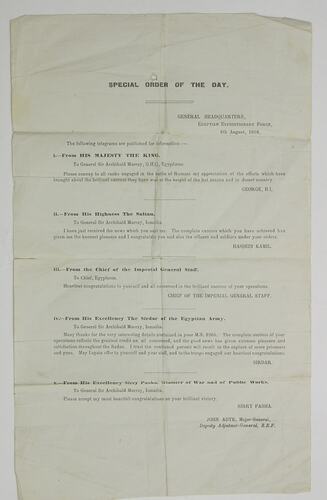 SPECIAL ORDER OF THE DAY.
GENERAL HEADQUARTERS,
EGYPTIAN EXPEDITIONARY FORCE,
8th August, 1916.
The following telegrams are published for information :—
i.—From HIS MAJESTY THE KING.
To General Sir Archibald Murray, G.H.Q., Egyptforce.
Please convey to all ranks engaged in the battle of Romani my appreciation of the efforts which have
brought about the brilliant success they have won at the height of the hot season and in desert country.
GEORGE, R.I.
ii.—From His Highness The Sultan.
To General Sir Archibald Murray, Ismailia.
I have just received the news which you sent me. The complete success which you have achieved has
given me the keenest pleasure and I congratulate you and also the officers and soldiers under your orders.
HUSSEIN KAMIL.
iii.—From the Chief of the Imperial General Staff.
To Chief, Egyptforce.
Heartiest congratulations to yourself and all concerned in the brilliant success of your operations.
CHIEF OF THE IMPERIAL GENERAL STAFF.
iv.—From His Excellency The Sirdar of the Egyptian Army.
To General Sir Archibald Murray, Ismailia.
Many thanks for the very interesting details contained in your M.S. The complete success of your
operations reflects the greatest credit on all concerned, and the good news has given extreme pleasure and
satisfaction throughout the Sudan. I trust the continued pursuit will result in the capture of more prisoners
and guns. May I again offer to yourself and your staff, and to the troops engaged our heartiest congratulations.
SIRDAR.
v.—From His Excellency Sirry Pasha, Minister of War and of Public Works.
To General Sir Archibald Murray, Ismailia.
Please accept my most heartfelt congratulations on your brilliant victory.
SIRRY PASHA.
JOHN ADYE, Major-General,
Deputy Adjutant-General, E.E.F.